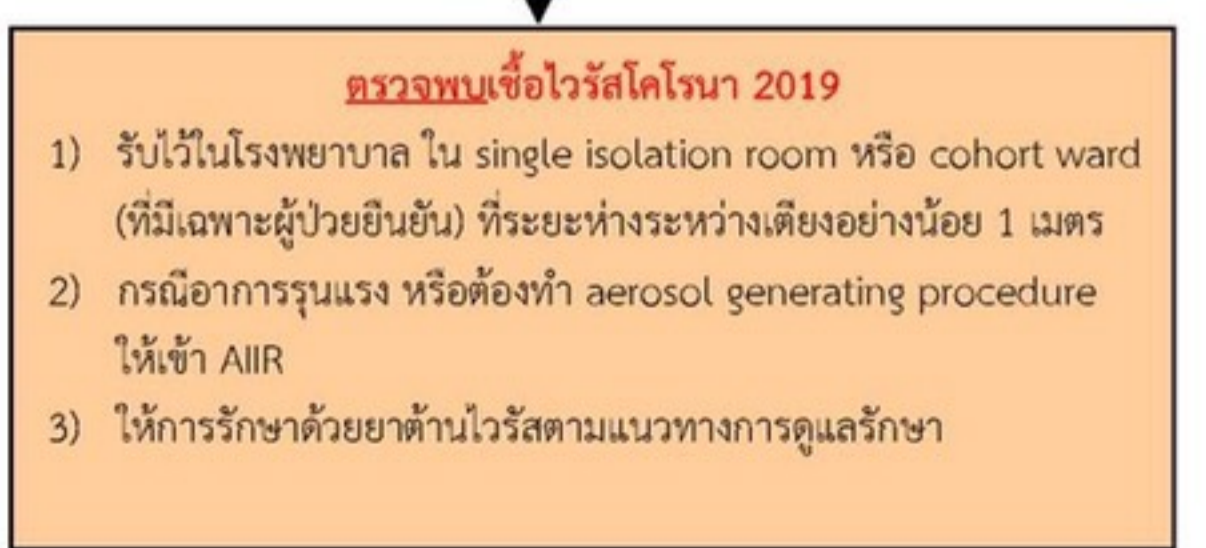 ตรวจพบเชื้อไวรัสโคโรนา 2019
1) รับไว้ในโรงพยาบาล ใน single isolation room หรือ cohort ward
(ที่มีเฉพาะผู้ป่วยยืนยัน) ที่ระยะห่างระหว่างเตียงอย่างน้อย 1 เมตร
2) กรณีอาการรุนแรง หรือต้องทำ aerosol generating procedure
ให้เข้า AIIR
3) ให้การรักษาด้วยยาต้านไวรัสตามแนวทางการดูแลรักษา